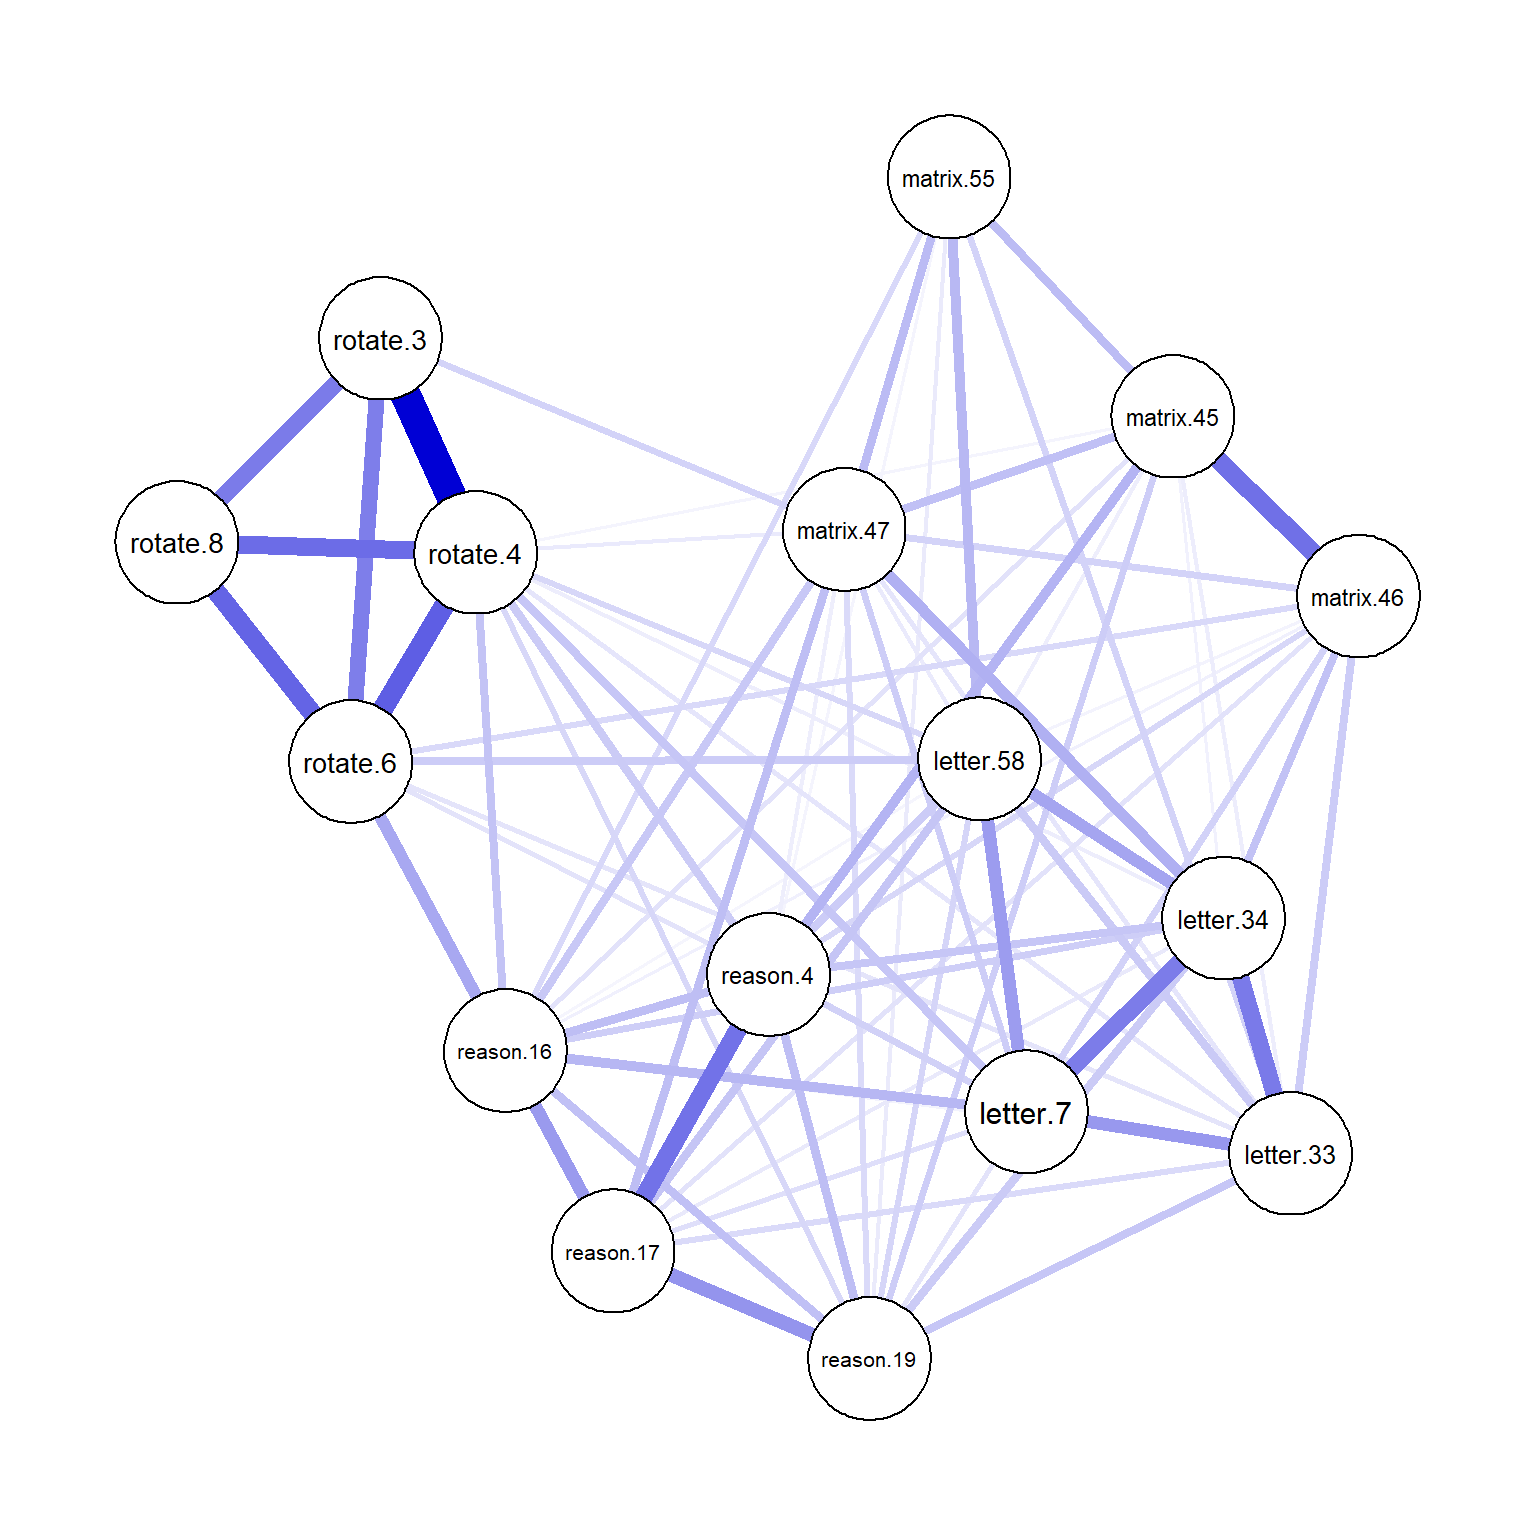 matrix.55
rotate.3
matrix.45
matrix.47
rotate.8
rotate.4
matrix.46
rotate.6
letter.58
letter.34
reason.4
reason.16
letter.7
letter.33
reason.17
reason.19